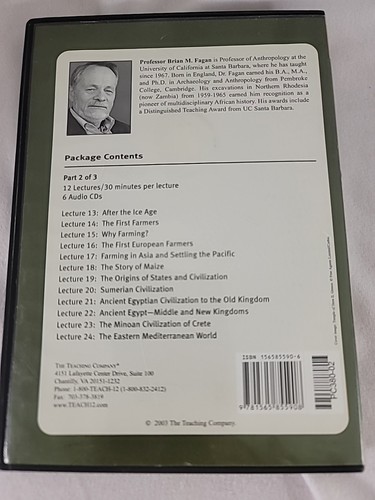 Professor Brian M. Fagan is Professor of Anthropology at the
University of California at Santa Barbara, where he has taught
since 1967. Born in England, Dr. Fagan earned his B.A., M.A.,
and Ph.D. in Archaeology and Anthropology from Pembroke
College, Cambridge. His excavations in Northern Rhodesia
(now Zambia) from 1959-1965 earned him recognition as a
pioneer of multidisciplinary African history. His awards include
a Distinguished Teaching Award from UC Santa Barbara.
Package Contents
Part 2 of 3
12 Lectures/30 minutes per lecture
6 Audio CDs
Lecture 13: After the Ice Age
Lecture 14: The First Farmers
Lecture 15: Why Farming?
Lecture 16: The First European Farmers
Lecture 17: Farming in Asia and Settling the Pacific
Lecture 18: The Story of Maize
Lecture 19: The Origins of States and Civilization
Lecture 20: Sumerian Civilization
Lecture 21: Ancient Egyptian Civilization to the Old Kingdom
Lecture 22: Ancient Egypt—Middle and New Kingdoms
Lecture 23: The Minoan Civilization of Crete
Lecture 24: The Eastern Mediterranean World
THE TEACHING COMPANY®
4151 Lafayette Center Drive, Suite 100
Chantilly, VA 20151-1232
Phone: 1-800-TEACH-12 (1-800-832-2412)
Fax: 703-378-3819
www.TEACH12.com
ISBN 156585590-6
9 781565 855908
PC380-02
© 2003 The Teaching Company.